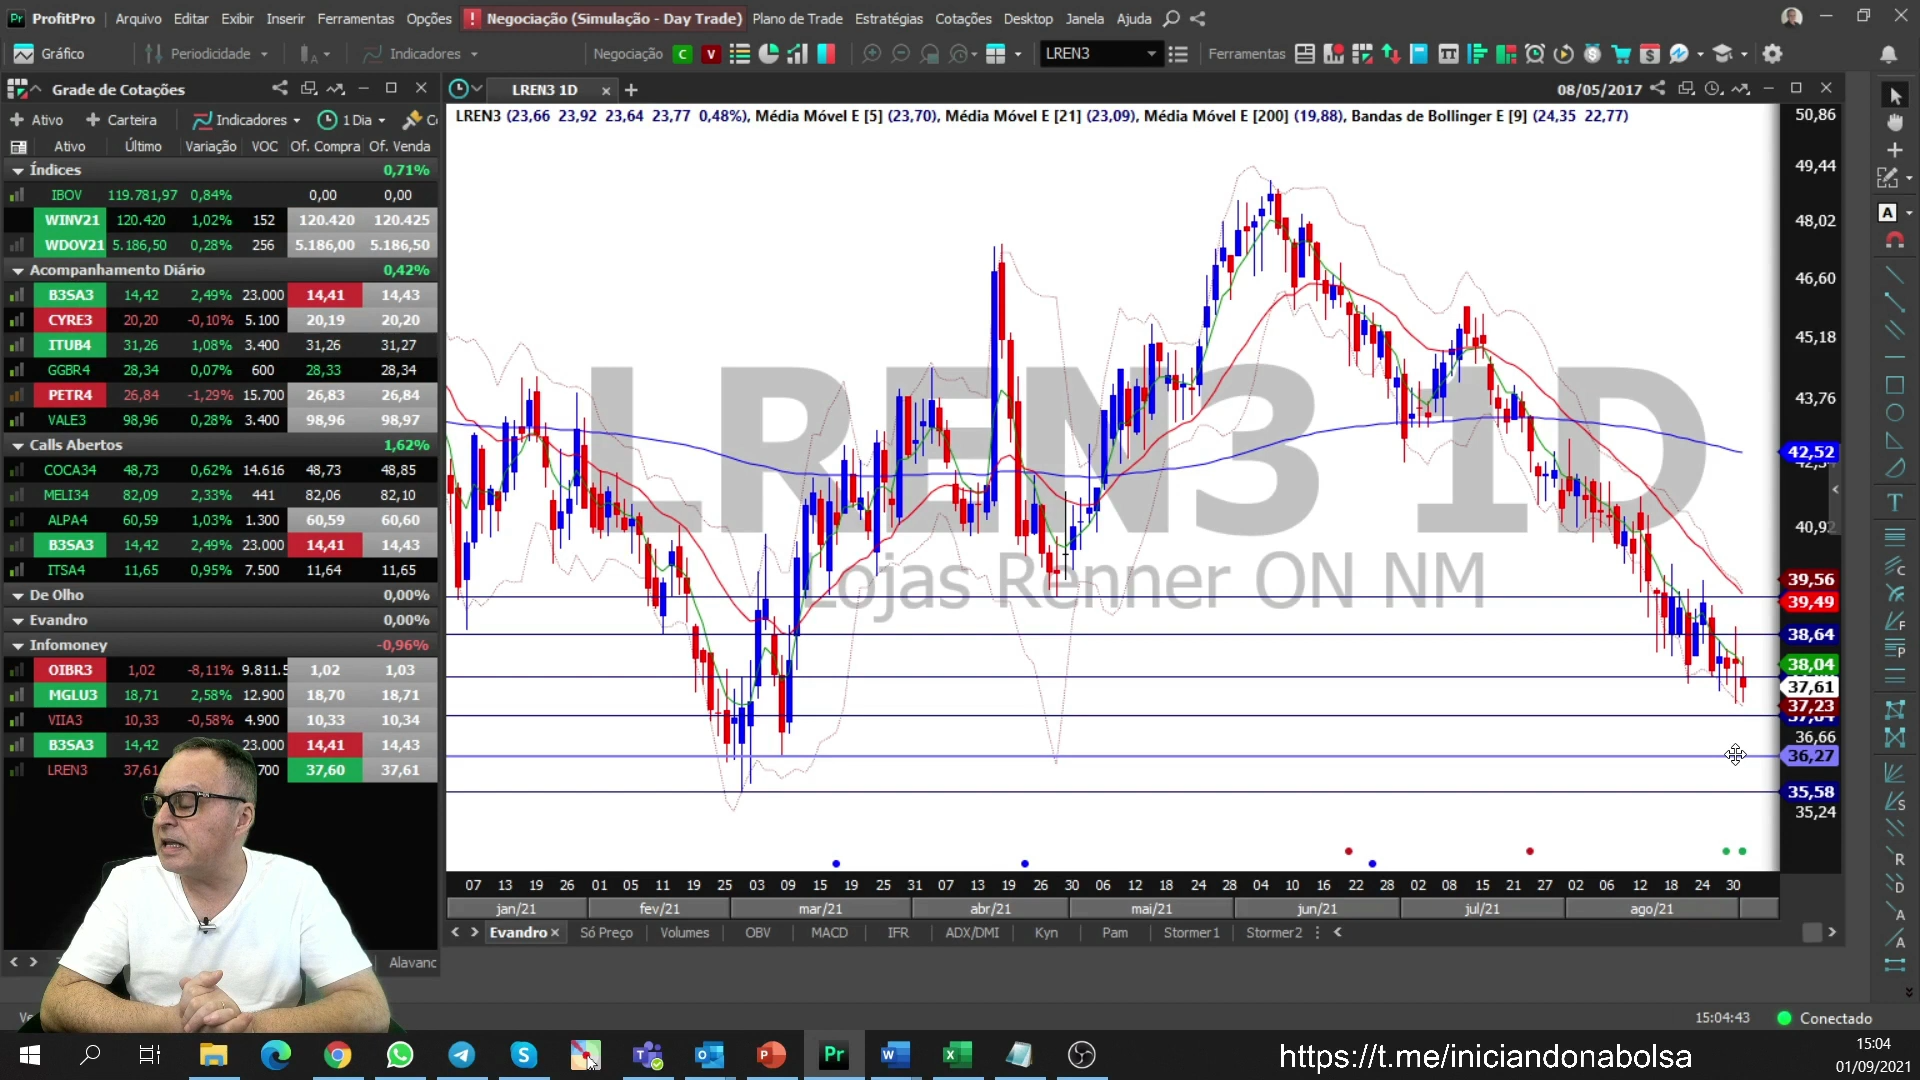 ProfitPro Arquivo Editar Exibir Inserir Ferramentas Opções ! Negociação (Simulação - Day Trade) Plano de Trade Estratégias Cotações Desktop Janela Ajuda
Gráfico Periodicidade Indicadores Negociação C V LREN3 Ferramentas
Grade de Cotações
LREN3 1D 08/05/2017
Ativo Carteira Indicadores 1 Dia
Ativo Último Variação VOC Of. Compra Of. Venda
Índices 0,71%
IBOV 119.781,97 0,84% 0,00 0,00
WINV21 120.420 1,02% 152 120.420 120.425
WDOV21 5.186,50 0,28% 256 5.186,00 5.186,50
Acompanhamento Diário 0,42%
B3SA3 14,42 2,49% 23.000 14,41 14,43
CYRE3 20,20 -0,10% 5.100 20,19 20,20
ITUB4 31,26 1,08% 3.400 31,26 31,27
GGBR4 28,34 0,07% 600 28,33 28,34
PETR4 26,84 -1,29% 15.700 26,83 26,84
VALE3 98,96 0,28% 3.400 98,96 98,97
Calls Abertos 1,62%
COCA34 48,73 0,62% 14.616 48,73 48,85
MELI34 82,09 2,33% 441 82,06 82,10
ALPA4 60,59 1,03% 1.300 60,59 60,60
B3SA3 14,42 2,49% 23.000 14,41 14,43
ITSA4 11,65 0,95% 7.500 11,64 11,65
De Olho 0,00%
Evandro 0,00%
Infomoney -0,96%
OIBR3 1,02 -8,11% 9.811.5 1,02 1,03
MGLU3 18,71 2,58% 12.900 18,70 18,71
VIIA3 10,33 -0,58% 4.900 10,33 10,34
B3SA3 14,42 23.000 14,41 14,43
LREN3 37,61 700 37,60 37,61
Alavanc
LREN3 (23,66 23,92 23,64 23,77 0,48%), Média Móvel E [5] (23,70), Média Móvel E [21] (23,09), Média Móvel E [200] (19,88), Bandas de Bollinger E [9] (24,35 22,77)
LREN3 1D
Lojas Renner ON NM
50,86
49,44
48,02
46,60
45,18
43,76
42,52
40,92
39,56
39,49
38,64
38,04
37,61
37,23
36,66
36,27
35,58
35,24
07 13 19 26 01 05 11 19 25 03 09 15 19 25 31 07 13 19 26 30 06 12 18 24 28 04 10 16 22 28 02 08 15 21 27 02 06 12 18 24 30
jan/21 fev/21 mar/21 abr/21 mai/21 jun/21 jul/21 ago/21
Evandro Só Preço Volumes OBV MACD IFR ADX/DMI Kyn Pam Stormer1 Stormer2
15:04:43 Conectado
https://t.me/iniciandonabolsa
15:04
01/09/2021